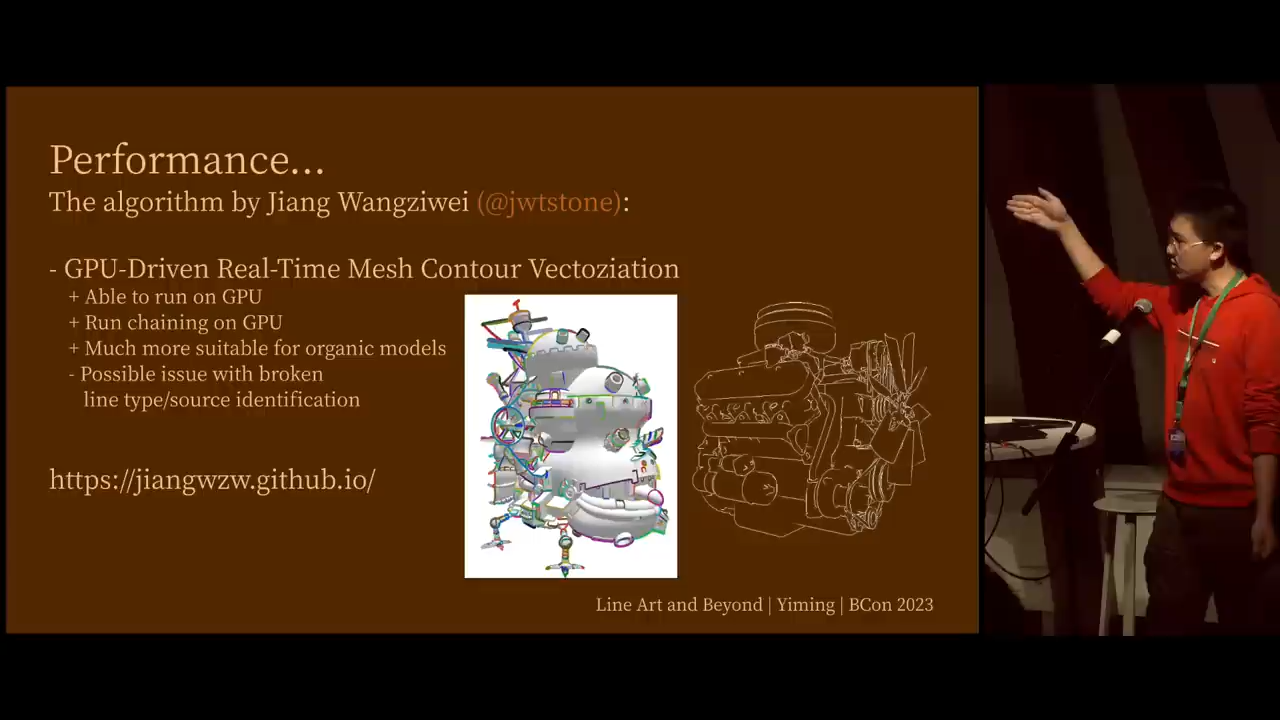 Performance...
The algorithm by Jiang Wangziwei (@jwtstone):
- GPU-Driven Real-Time Mesh Contour Vectoziation
+ Able to run on GPU
+ Run chaining on GPU
+ Much more suitable for organic models
- Possible issue with broken
line type/source identification
https://jiangwzw.github.io/
Line Art and Beyond | Yiming | BCon 2023